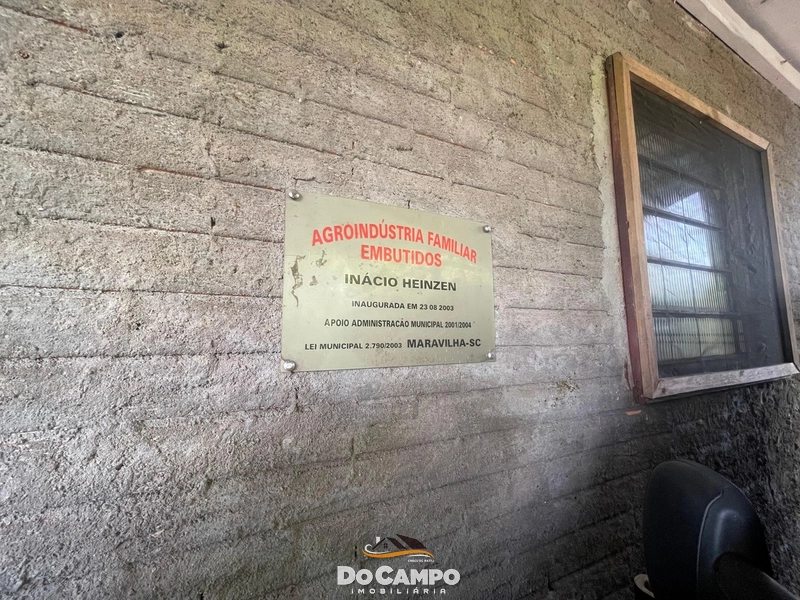 AGROINDÚSTRIA FAMILIAR
EMBUTIDOS
INÁCIO HEINZEN
INAUGURADA EM 23 08 2003
APOIO ADMINISTRAÇÃO MUNICIPAL 2001/2004
LEI MUNICIPAL 2.790/2003 MARAVILHA-SC
DO CAMPO
IMOBILIÁRIA